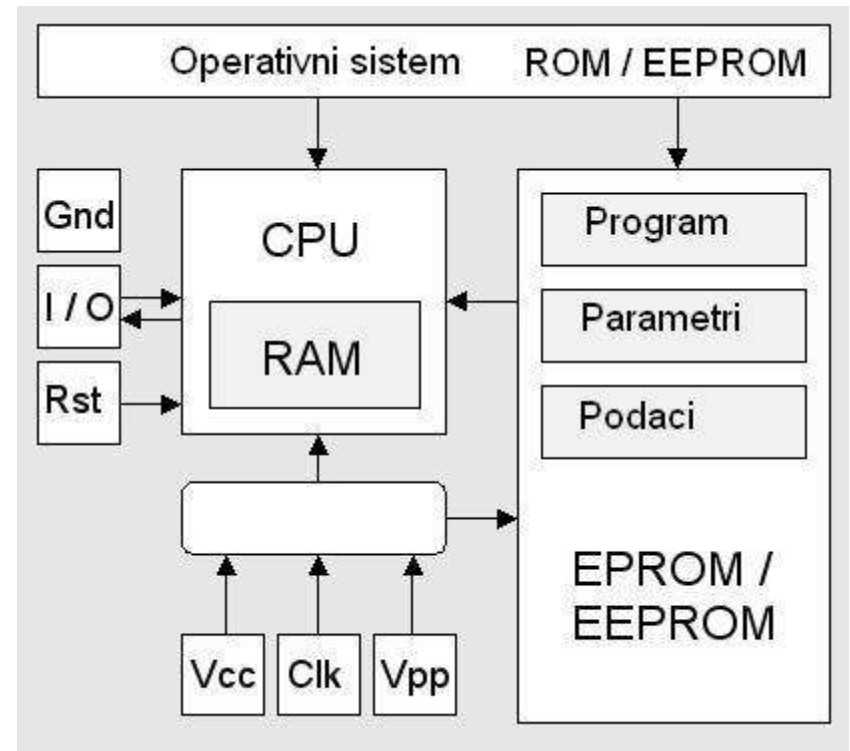 Operativni sistem ROM / EEPROM
Gnd
I / O
Rst
CPU
RAM
Program
Parametri
Podaci
EPROM /
EEPROM
Vcc
Clk
Vpp